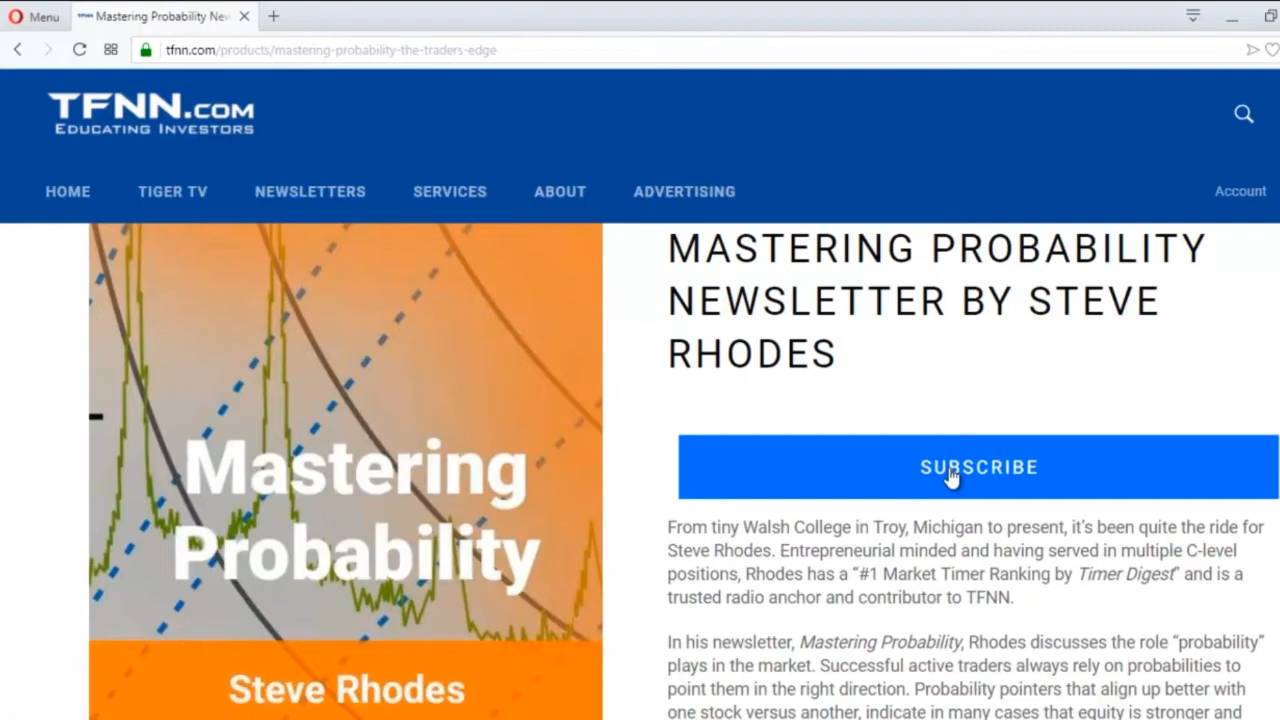 Menu
TFNN Mastering Probability Nev
tfnn.com/products/mastering-probability-the-traders-edge
TFNN.COM
EDUCATING INVESTORS
HOME TIGER TV NEWSLETTERS SERVICES ABOUT ADVERTISING Account
MASTERING PROBABILITY
NEWSLETTER BY STEVE
RHODES
SUBSCRIBE
From tiny Walsh College in Troy, Michigan to present, it’s been quite the ride for
Steve Rhodes. Entrepreneurial minded and having served in multiple C-level
positions, Rhodes has a “#1 Market Timer Ranking by Timer Digest” and is a
trusted radio anchor and contributor to TFNN.
In his newsletter, Mastering Probability, Rhodes discusses the role “probability”
plays in the market. Successful active traders always rely on probabilities to
point them in the right direction. Probability pointers that align up better with
one stock versus another, indicate in many cases that equity is stronger and
Mastering
Probability
Steve Rhodes